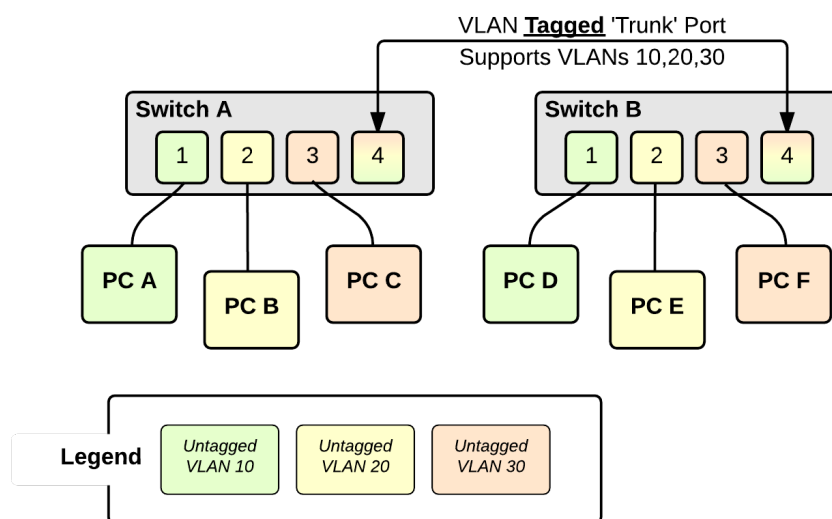 VLAN Tagged 'Trunk' Port
Supports VLANs 10,20,30
Switch A
1 2 3 4
Switch B
1 2 3 4
PC A
PC B
PC C
PC D
PC E
PC F
Legend
Untagged
VLAN 10
Untagged
VLAN 20
Untagged
VLAN 30